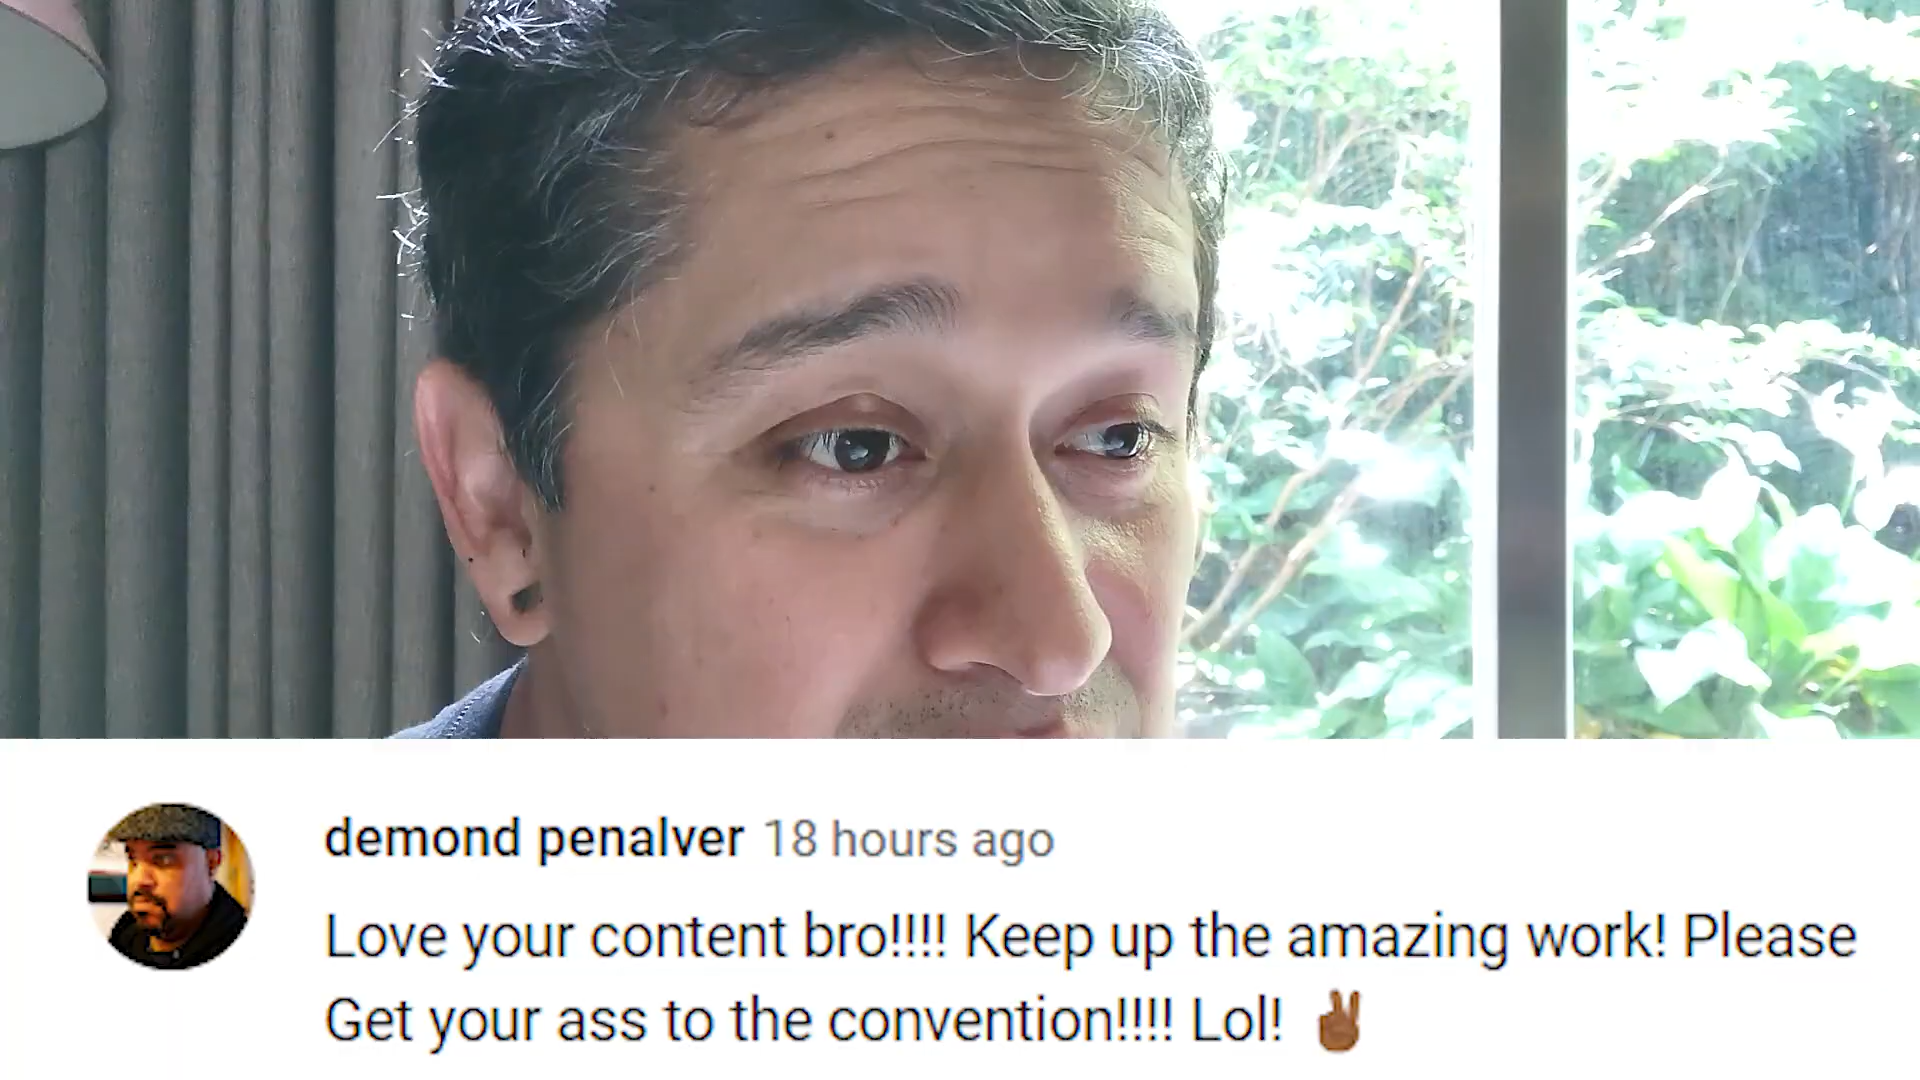 demond penalver 18 hours ago
Love your content bro!!!! Keep up the amazing work! Please
Get your ass to the convention!!!! Lol! ✌🏾